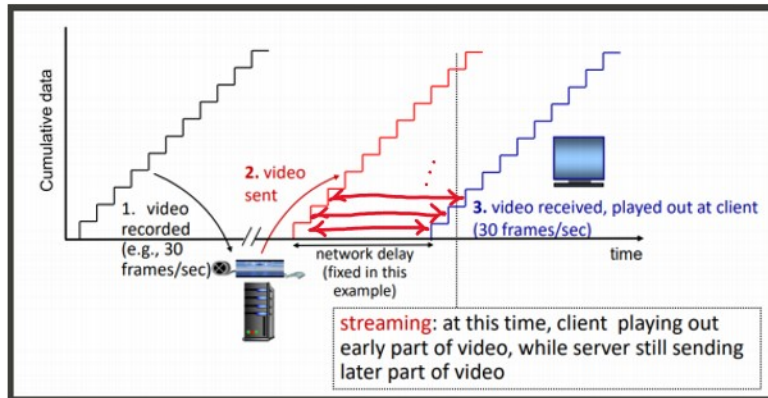 Cumulative data
1. video
recorded
(e.g., 30
frames/sec)
2. video
sent
3. video received, played out at client
(30 frames/sec)
network delay
(fixed in this
example)
time
streaming: at this time, client playing out
early part of video, while server still sending
later part of video